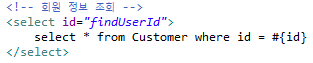 <!-- 회원 정보 조회 -->
<select id="findUserId">
select * from Customer where id = #{id}
</select>